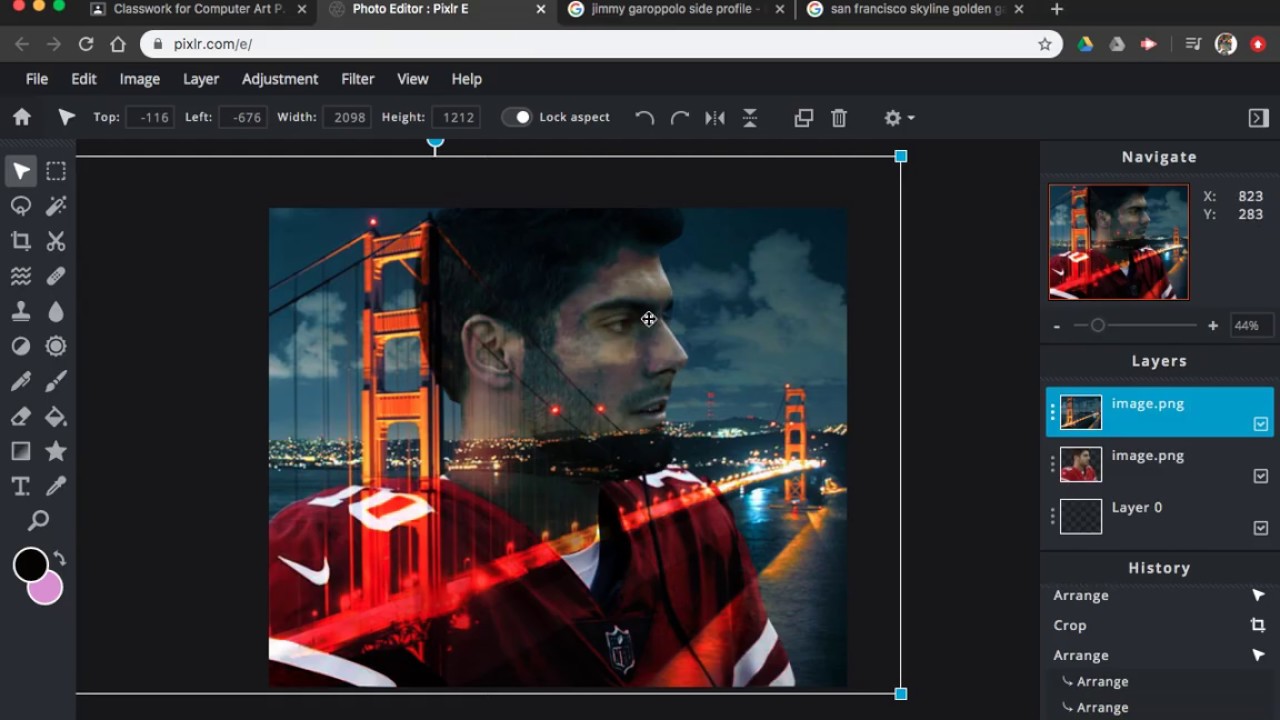 Classwork for Computer Art P. Photo Editor : Pixlr E jimmy garoppolo side profile - san francisco skyline golden g
pixlr.com/e/
File Edit Image Layer Adjustment Filter View Help
Top: -116 Left: -676 Width: 2098 Height: 1212 Lock aspect
Navigate
X: 823
Y: 283
- + 44%
Layers
image.png
image.png
Layer 0
History
Arrange
Crop
Arrange
Arrange
Arrange
T
10
NFL